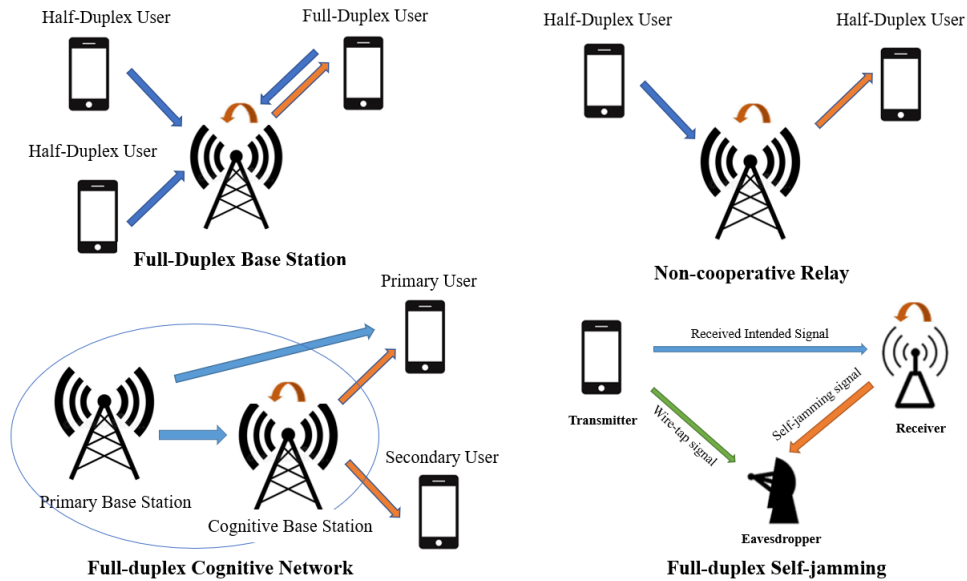 Half-Duplex User
Full-Duplex User
Half-Duplex User
Full-Duplex Base Station
Half-Duplex User
Half-Duplex User
Non-cooperative Relay
Primary User
Primary Base Station
Cognitive Base Station
Secondary User
Full-duplex Cognitive Network
Received Intended Signal
Transmitter
Wire-tap signal
Self-jamming signal
Receiver
Eavesdropper
Full-duplex Self-jamming